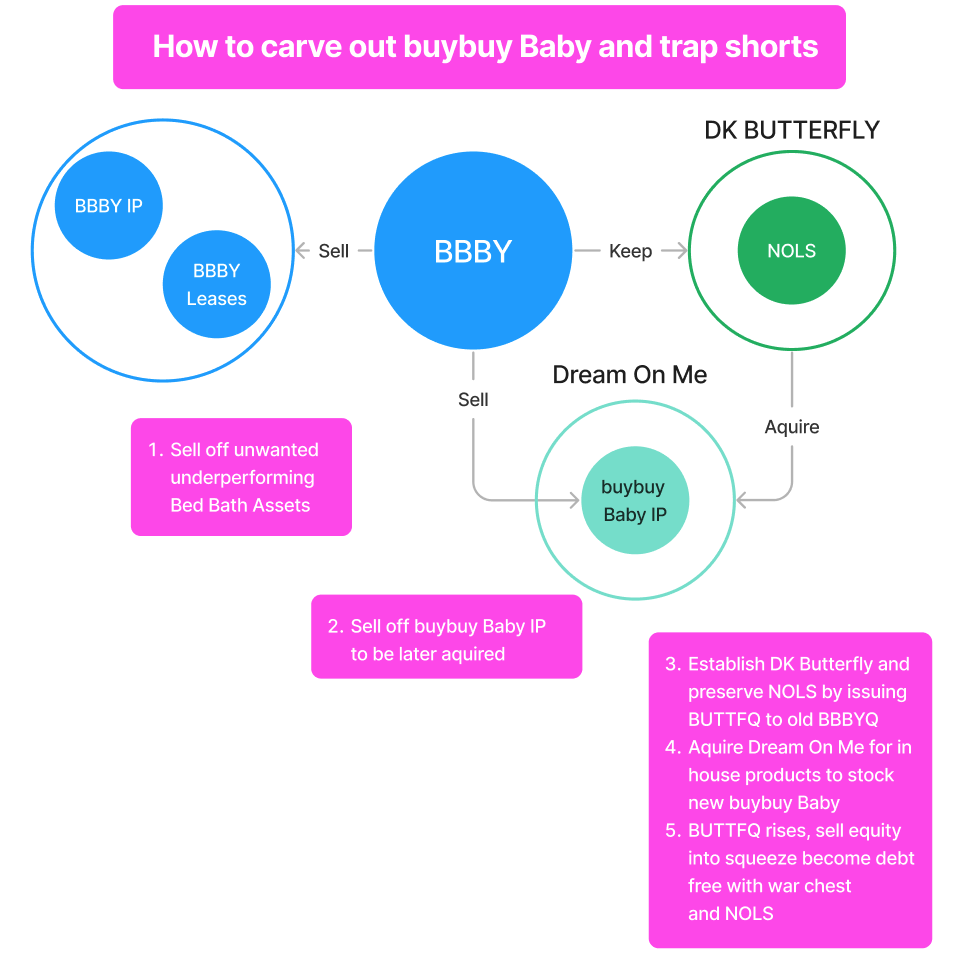 How to carve out buybuy Baby and trap shorts
DK BUTTERFLY
BBBY IP
BBBY
Leases
Sell
BBBY
Keep
NOLS
Sell
Dream On Me
Aquire
buybuy
Baby IP
1. Sell off unwanted
underperforming
Bed Bath Assets
2. Sell off buybuy Baby IP
to be later aquired
3. Establish DK Butterfly and
preserve NOLS by issuing
BUTTFQ to old BBBYQ
4. Aquire Dream On Me for in
house products to stock
new buybuy Baby
5. BUTTFQ rises, sell equity
into squeeze become debt
free with war chest
and NOLS